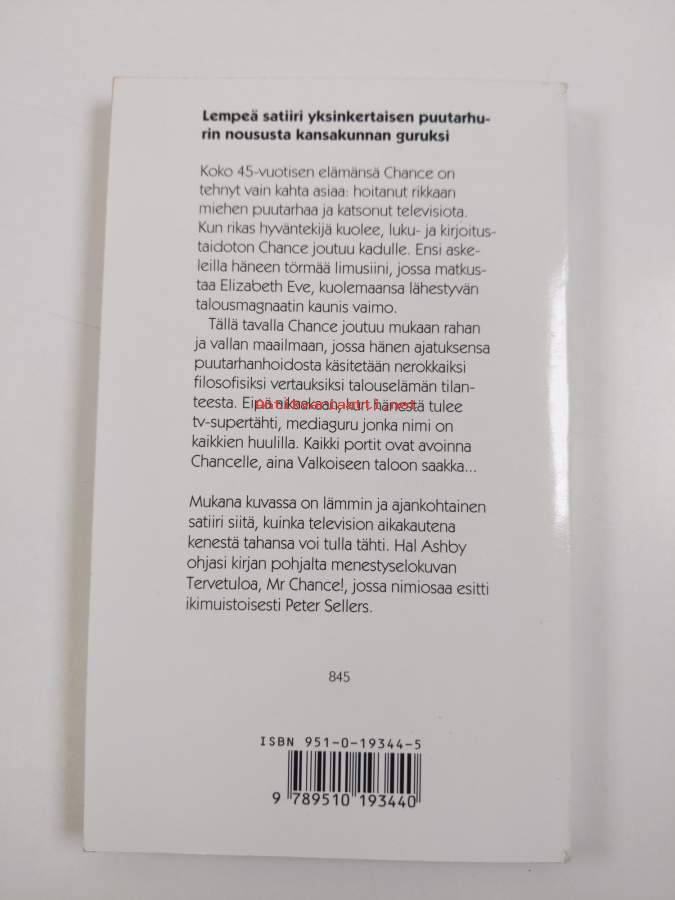 Lempeä satiiri yksinkertaisen puutarhu-
rin noususta kansakunnan guruksi
Koko 45-vuotisen elämänsä Chance on
tehnyt vain kahta asiaa: hoitanut rikkaan
miehen puutarhaa ja katsonut televisiota.
Kun rikas hyväntekijä kuolee, luku- ja kirjoitus-
taidoton Chance joutuu kadulle. Ensi aske-
leilla häneen törmää limusiini, jossa matkus-
taa Elizabeth Eve, kuolemaansa lähestyvän
talousmagnaatin kaunis vaimo.
Tällä tavalla Chance joutuu mukaan rahan
ja vallan maailmaan, jossa hänen ajatuksensa
puutarhanhoidosta käsitetään nerokkaiksi
filosofisiksi vertauksiksi talouselämän tilan-
teesta. Eipä aikaakaan, kun hänestä tulee
tv-supertähti, mediaguru jonka nimi on
kaikkien huulilla. Kaikki portit ovat avoinna
Chancelle, aina Valkoiseen taloon saakka...
Mukana kuvassa on lämmin ja ajankohtainen
satiiri siitä, kuinka television aikakautena
kenestä tahansa voi tulla tähti. Hal Ashby
ohjasi kirjan pohjalta menestyselokuvan
Tervetuloa, Mr Chance!, jossa nimiosaa esitti
ikimuistoisesti Peter Sellers.
845
ISBN 951-0-19344-5
9 789510 193440